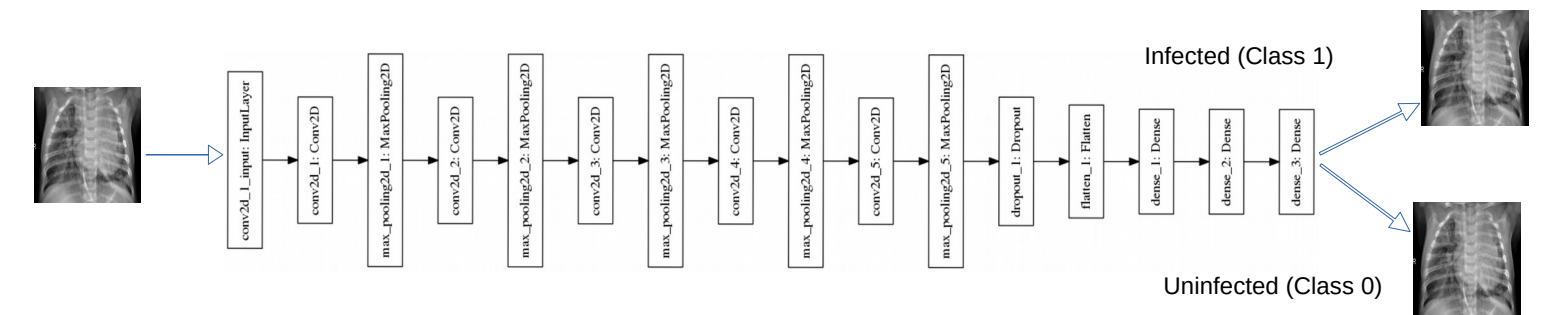 conv2d_1_input: InputLayer
conv2d_1: Conv2D
max_pooling2d_1: MaxPooling2D
conv2d_2: Conv2D
max_pooling2d_2: MaxPooling2D
conv2d_3: Conv2D
max_pooling2d_3: MaxPooling2D
conv2d_4: Conv2D
max_pooling2d_4: MaxPooling2D
conv2d_5: Conv2D
max_pooling2d_5: MaxPooling2D
dropout_1: Dropout
flatten_1: Flatten
dense_1: Dense
dense_2: Dense
dense_3: Dense
Infected (Class 1)
Uninfected (Class 0)